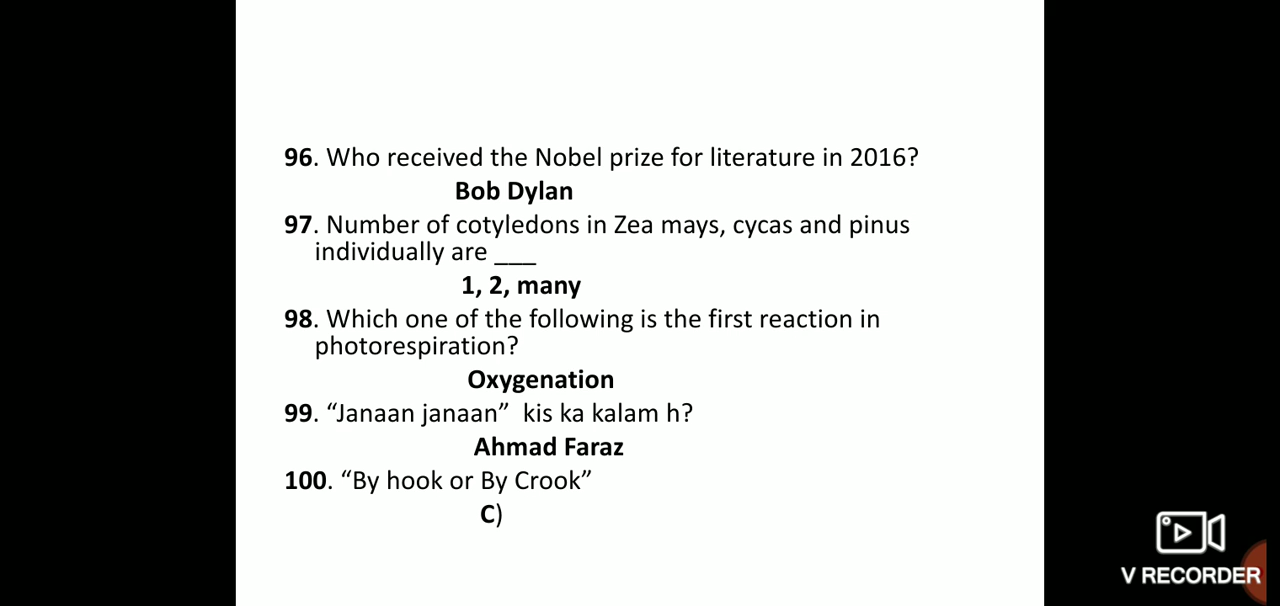 96. Who received the Nobel prize for literature in 2016?
Bob Dylan
97. Number of cotyledons in Zea mays, cycas and pinus
individually are ___
1, 2, many
98. Which one of the following is the first reaction in
photorespiration?
Oxygenation
99. “Janaan janaan”  kis ka kalam h?
Ahmad Faraz
100. “By hook or By Crook”
C)
V RECORDER